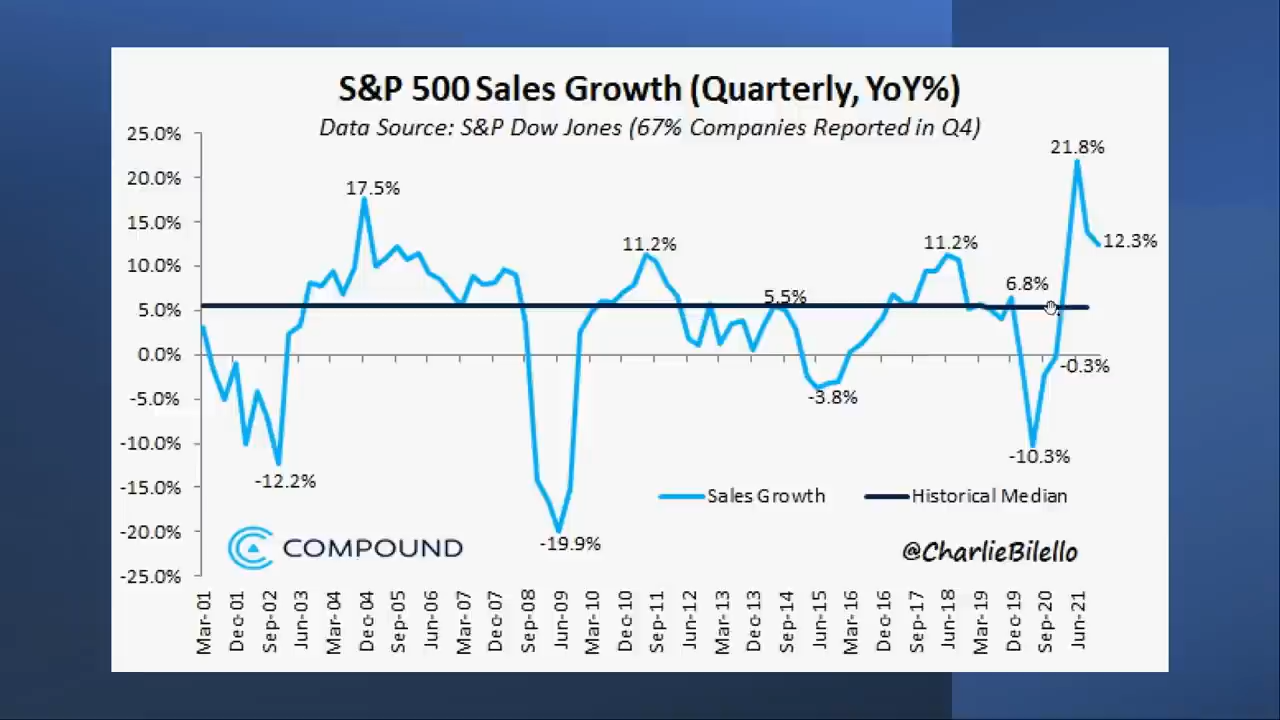 S&P 500 Sales Growth (Quarterly, YoY%)
Data Source: S&P Dow Jones (67% Companies Reported in Q4)
25.0%
20.0%
15.0%
10.0%
5.0%
0.0%
-5.0%
-10.0%
-15.0%
-20.0%
-25.0%
-12.2%
17.5%
-19.9%
11.2%
5.5%
-3.8%
11.2%
6.8%
-10.3%
-0.3%
21.8%
12.3%
Sales Growth
Historical Median
COMPOUND
@CharlieBilello
Mar-01
Dec-01
Sep-02
Jun-03
Mar-04
Dec-04
Sep-05
Jun-06
Mar-07
Dec-07
Sep-08
Jun-09
Mar-10
Dec-10
Sep-11
Jun-12
Mar-13
Dec-13
Sep-14
Jun-15
Mar-16
Dec-16
Sep-17
Jun-18
Mar-19
Dec-19
Sep-20
Jun-21